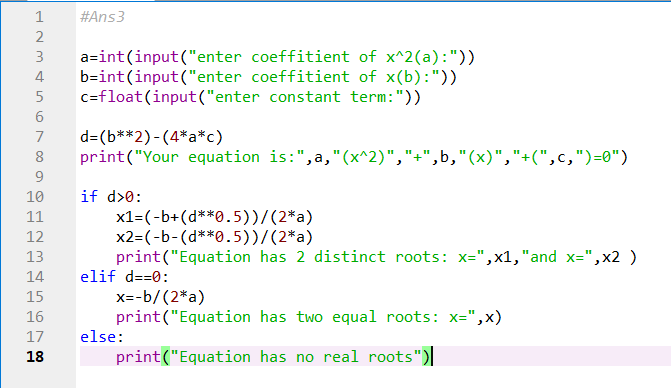 1 #Ans3
2
3 a=int(input("enter coeffitient of x^2(a):"))
4 b=int(input("enter coeffitient of x(b):"))
5 c=float(input("enter constant term:"))
6
7 d=(b**2)-(4*a*c)
8 print("Your equation is:",a,"(x^2)","+",b,"(x)","+(",c,")=0")
9
10 if d>0:
11     x1=(-b+(d**0.5))/(2*a)
12     x2=(-b-(d**0.5))/(2*a)
13     print("Equation has 2 distinct roots: x=",x1,"and x=",x2 )
14 elif d==0:
15     x=-b/(2*a)
16     print("Equation has two equal roots: x=",x)
17 else:
18     print("Equation has no real roots")